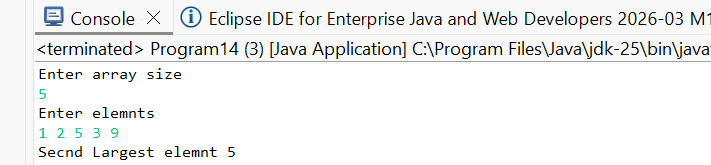 Console
Eclipse IDE for Enterprise Java and Web Developers 2026-03 M1
<terminated> Program14 (3) [Java Application] C:\Program Files\Java\jdk-25\bin\java
Enter array size
5
Enter elemnts
1 2 5 3 9
Secnd Largest elemnt 5